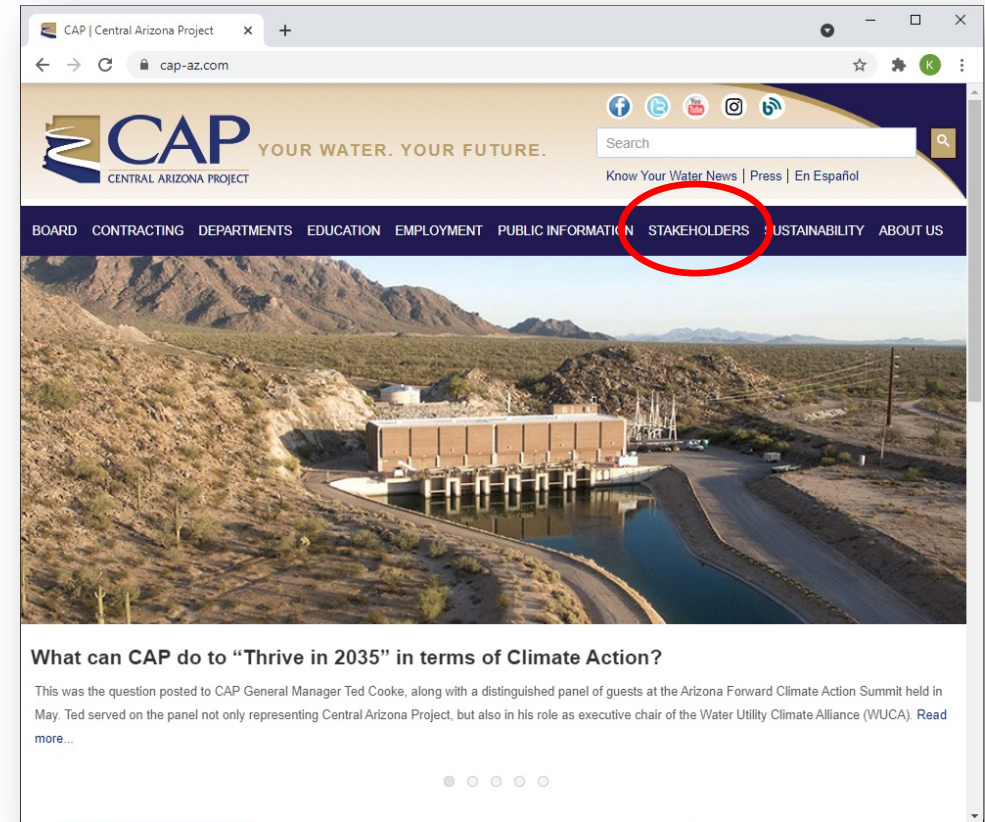 CAP | Central Arizona Project
cap-az.com
K
CAP
CENTRAL ARIZONA PROJECT
YOUR WATER. YOUR FUTURE.
You Tube
Search
Know Your Water News | Press | En Español
BOARD CONTRACTING DEPARTMENTS EDUCATION EMPLOYMENT PUBLIC INFORMATION STAKEHOLDERS SUSTAINABILITY ABOUT US
What can CAP do to “Thrive in 2035” in terms of Climate Action?
This was the question posted to CAP General Manager Ted Cooke, along with a distinguished panel of guests at the Arizona Forward Climate Action Summit held in
May. Ted served on the panel not only representing Central Arizona Project, but also in his role as executive chair of the Water Utility Climate Alliance (WUCA). Read
more...